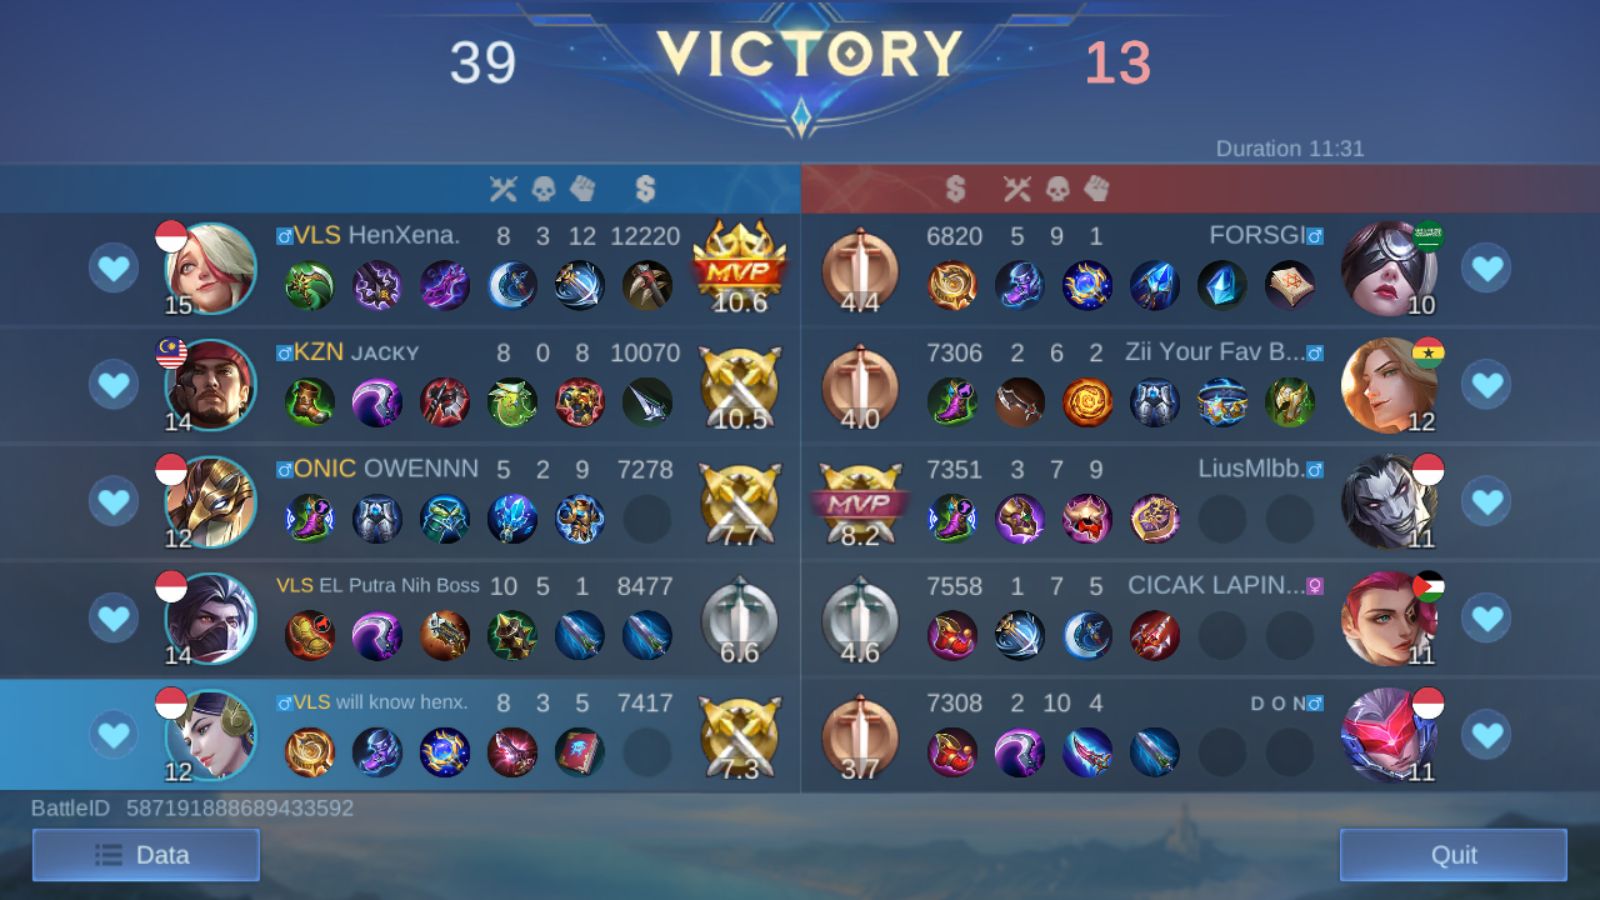 39 VICTORY 13
Duration 11:31
VLS HenXena. 8 3 12 12220 MVP 10.6 15
4.4 6820 5 9 1 FORSGI 10
KZN JACKY 8 0 8 10070 10.5 14
4.0 7306 2 6 2 Zii Your Fav B... 12
ONIC OWENNN 5 2 9 7278 7.7 12
MVP 8.2 7351 3 7 9 LiusMlbb. 11
VLS EL Putra Nih Boss 10 5 1 8477 6.6 14
4.6 7558 1 7 5 CICAK LAPIN... 11
VLS will know henx. 8 3 5 7417 7.3 12
3.7 7308 2 10 4 D O N 11
BattleID 587191888689433592
Data
Quit